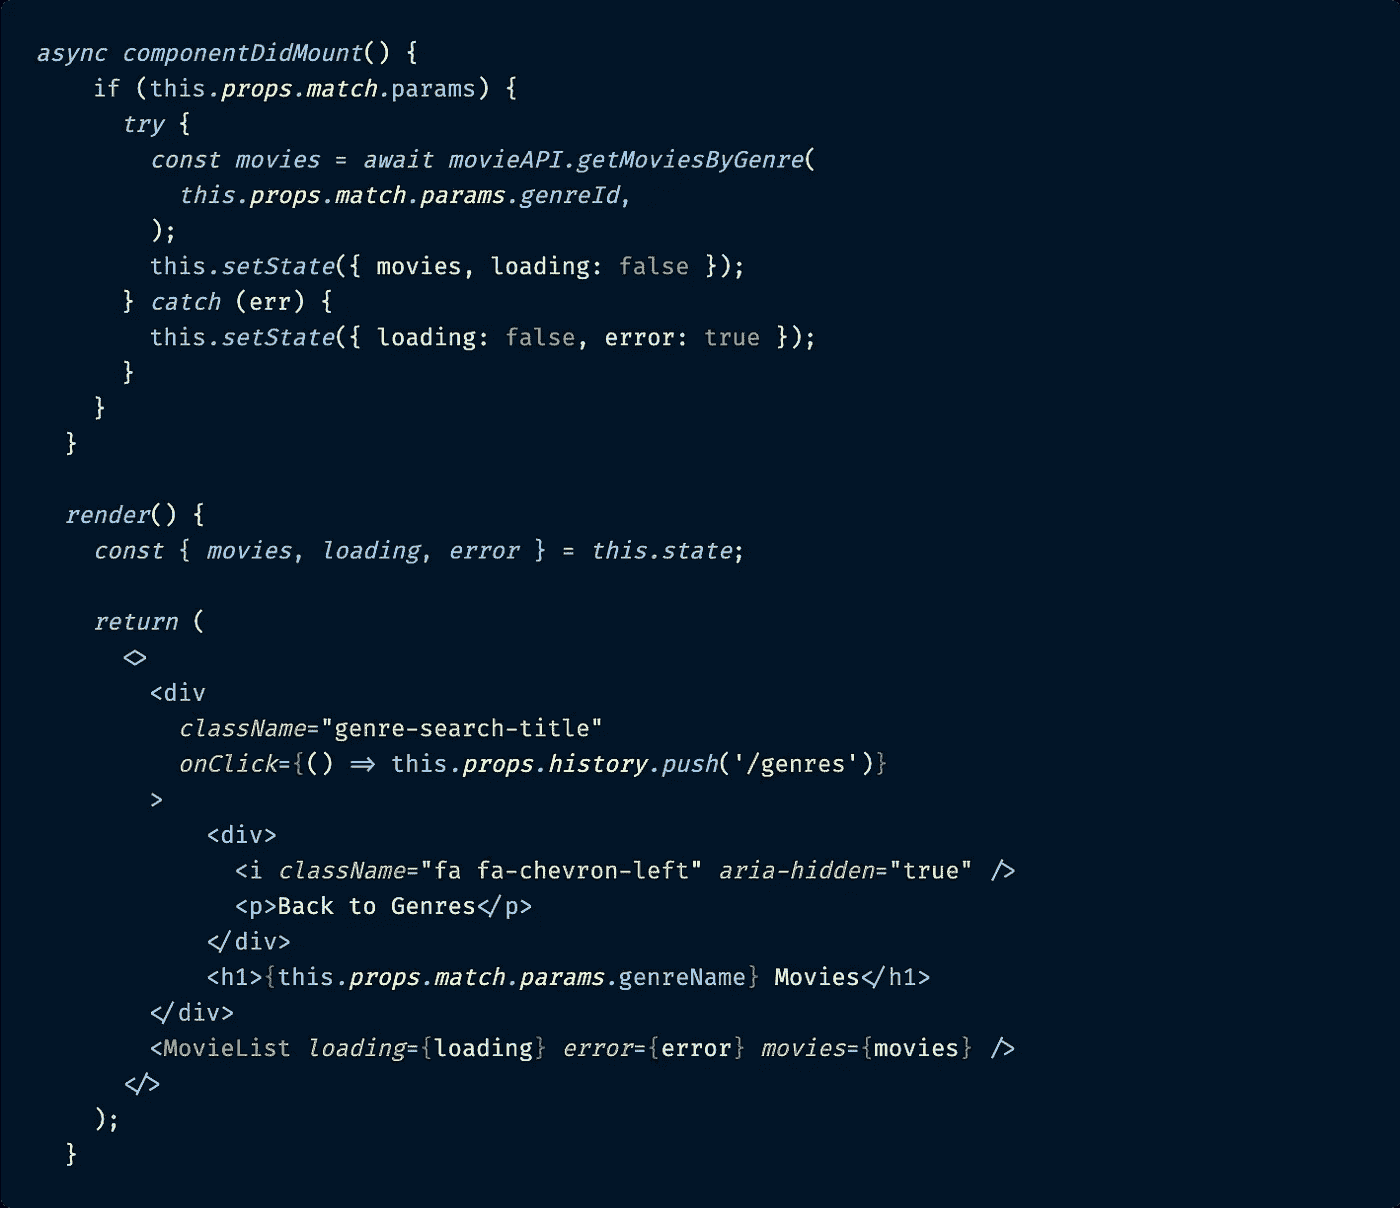 async componentDidMount() {
    if (this.props.match.params) {
      try {
        const movies = await movieAPI.getMoviesByGenre(
          this.props.match.params.genreId,
        );
        this.setState({ movies, loading: false });
      } catch (err) {
        this.setState({ loading: false, error: true });
      }
    }
  }

  render() {
    const { movies, loading, error } = this.state;

    return (
      <>
        <div
          className="genre-search-title"
          onClick={() => this.props.history.push('/genres')}
        >
            <div>
              <i className="fa fa-chevron-left" aria-hidden="true" />
              <p>Back to Genres</p>
            </div>
            <h1>{this.props.match.params.genreName} Movies</h1>
        </div>
        <MovieList loading={loading} error={error} movies={movies} />
      </>
    );
  }